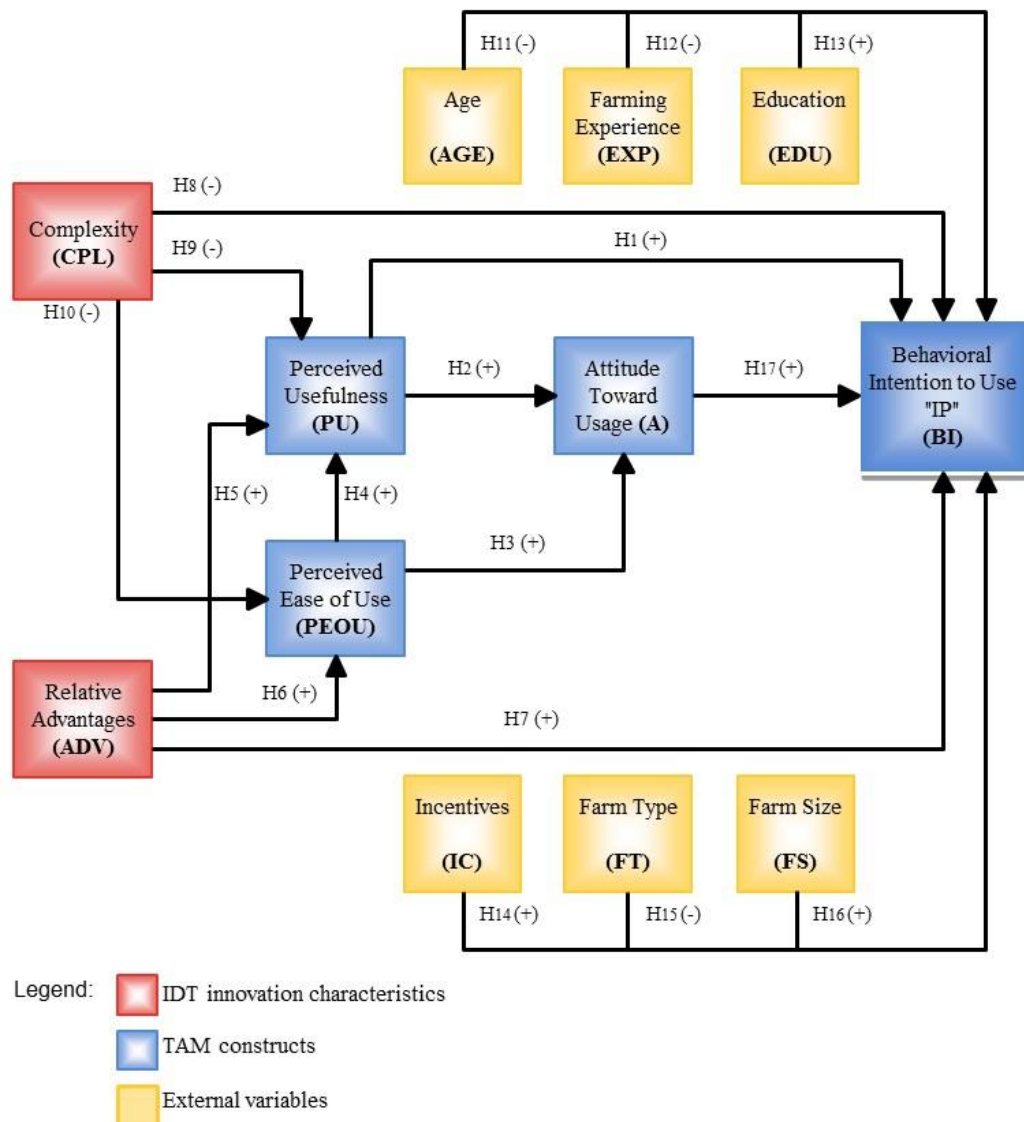 H11 (-)
H12 (-)
H13 (+)
Age
(AGE)
Farming
Experience
(EXP)
Education
(EDU)
H8 (-)
Complexity
(CPL)
H9 (-)
H1 (+)
H10 (-)
Perceived
Usefulness
(PU)
H2 (+)
Attitude
Toward
Usage (A)
H17 (+)
Behavioral
Intention to Use
"IP"
(BI)
H5 (+)
H4 (+)
H3 (+)
Perceived
Ease of Use
(PEOU)
Relative
Advantages
(ADV)
H6 (+)
H7 (+)
Incentives
(IC)
Farm Type
(FT)
Farm Size
(FS)
H14 (+)
H15 (-)
H16 (+)
Legend:
IDT innovation characteristics
TAM constructs
External variables